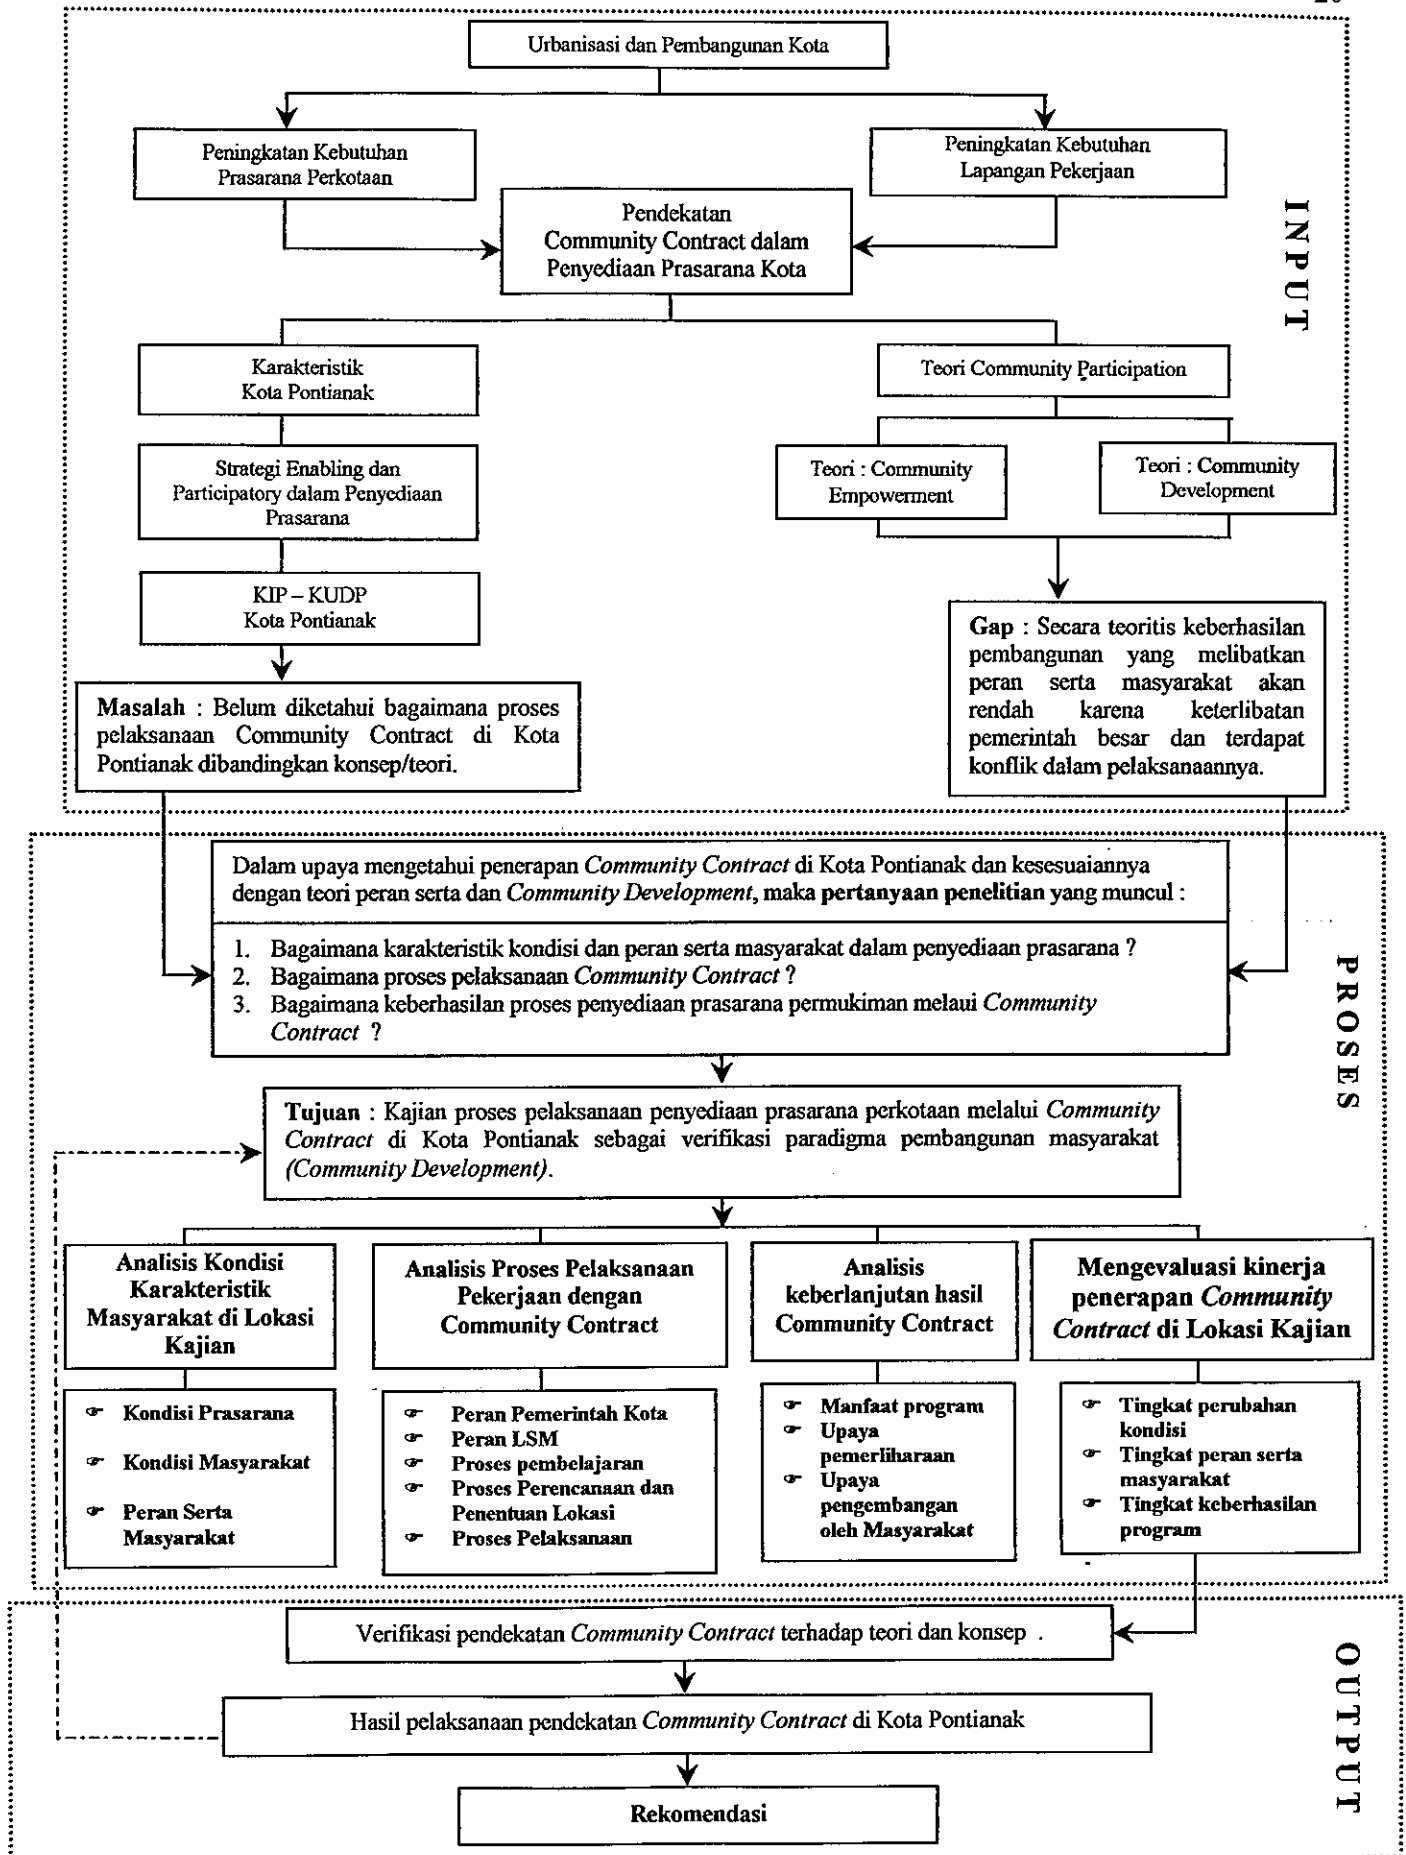 Urbanisasi dan Pembangunan Kota
Peningkatan Kebutuhan
Prasarana Perkotaan
Peningkatan Kebutuhan
Lapangan Pekerjaan
Pendekatan
Community Contract dalam
Penyediaan Prasarana Kota
INPUT
Karakteristik
Kota Pontianak
Teori Community Participation
Strategi Enabling dan
Participatory dalam Penyediaan
Prasarana
Teori : Community
Empowerment
Teori : Community
Development
KIP – KUDP
Kota Pontianak
Masalah : Belum diketahui bagaimana proses
pelaksanaan Community Contract di Kota
Pontianak dibandingkan konsep/teori.
Gap : Secara teoritis keberhasilan
pembangunan yang melibatkan
peran serta masyarakat akan
rendah karena keterlibatan
pemerintah besar dan terdapat
konflik dalam pelaksanaannya.
Dalam upaya mengetahui penerapan Community Contract di Kota Pontianak dan kesesuaiannya
dengan teori peran serta dan Community Development, maka pertanyaan penelitian yang muncul :
1. Bagaimana karakteristik kondisi dan peran serta masyarakat dalam penyediaan prasarana ?
2. Bagaimana proses pelaksanaan Community Contract ?
3. Bagaimana keberhasilan proses penyediaan prasarana permukiman melaui Community
Contract ?
PROSES
Tujuan : Kajian proses pelaksanaan penyediaan prasarana perkotaan melalui Community
Contract di Kota Pontianak sebagai verifikasi paradigma pembangunan masyarakat
(Community Development).
Analisis Kondisi
Karakteristik
Masyarakat di Lokasi
Kajian
Analisis Proses Pelaksanaan
Pekerjaan dengan
Community Contract
Analisis
keberlanjutan hasil
Community Contract
Mengevaluasi kinerja
penerapan Community
Contract di Lokasi Kajian
☞ Kondisi Prasarana
☞ Kondisi Masyarakat
☞ Peran Serta
Masyarakat
☞ Peran Pemerintah Kota
☞ Peran LSM
☞ Proses pembelajaran
☞ Proses Perencanaan dan
Penentuan Lokasi
☞ Proses Pelaksanaan
☞ Manfaat program
☞ Upaya
pemerliharaan
☞ Upaya
pengembangan
oleh Masyarakat
☞ Tingkat perubahan
kondisi
☞ Tingkat peran serta
masyarakat
☞ Tingkat keberhasilan
program
Verifikasi pendekatan Community Contract terhadap teori dan konsep .
Hasil pelaksanaan pendekatan Community Contract di Kota Pontianak
Rekomendasi
OUTPUT